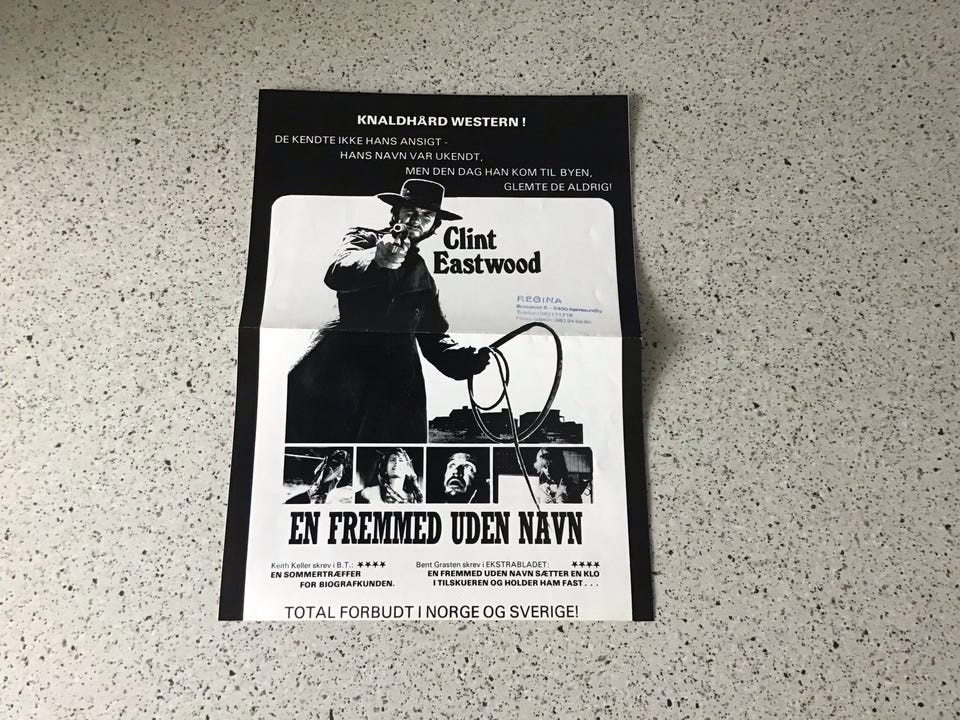 KNALDHÅRD WESTERN!
DE KENDTE IKKE HANS ANSIGT -
HANS NAVN VAR UKENDT,
MEN DEN DAG HAN KOM TIL BYEN,
GLEMTE DE ALDRIG!
Clint
Eastwood
REGINA
EN FREMMED UDEN NAVN
Keith Keller skrev i B.T.: ★★★★
EN SOMMERTRÆFFER
FOR BIOGRAFKUNDEN.
Bent Grasten skrev i EKSTRABLADET: ★★★★
EN FREMMED UDEN NAVN SÆTTER EN KLO
I TILSKUEREN OG HOLDER HAM FAST . . .
TOTAL FORBUDT I NORGE OG SVERIGE!